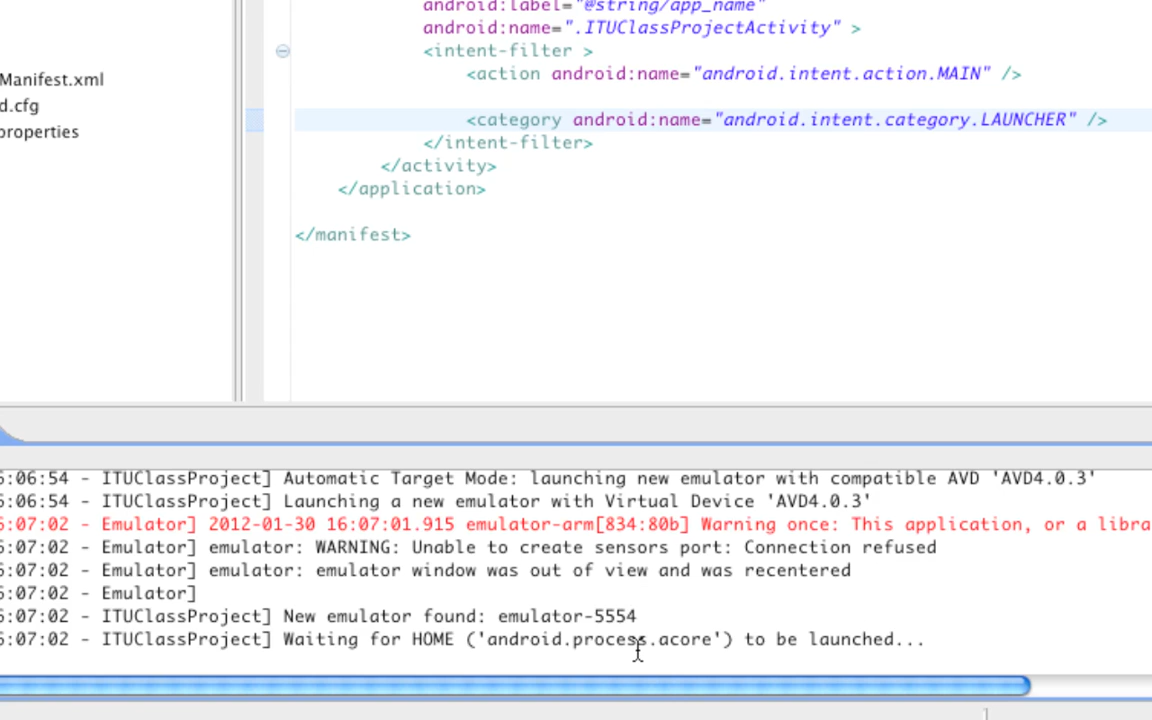 android:label="@string/app_name"
android:name=".ITUClassProjectActivity" >
<intent-filter >
Manifest.xml
<action android:name="android.intent.action.MAIN" />
d.cfg
<category android:name="android.intent.category.LAUNCHER" />
properties
</intent-filter>
</activity>
</application>
</manifest>
6:06:54 - ITUClassProject] Automatic Target Mode: launching new emulator with compatible AVD 'AVD4.0.3'
6:06:54 - ITUClassProject] Launching a new emulator with Virtual Device 'AVD4.0.3'
6:07:02 - Emulator] 2012-01-30 16:07:01.915 emulator-arm[834:80b] Warning once: This application, or a libra
6:07:02 - Emulator] emulator: WARNING: Unable to create sensors port: Connection refused
6:07:02 - Emulator] emulator: emulator window was out of view and was recentered
6:07:02 - Emulator]
6:07:02 - ITUClassProject] New emulator found: emulator-5554
6:07:02 - ITUClassProject] Waiting for HOME ('android.process.acore') to be launched...